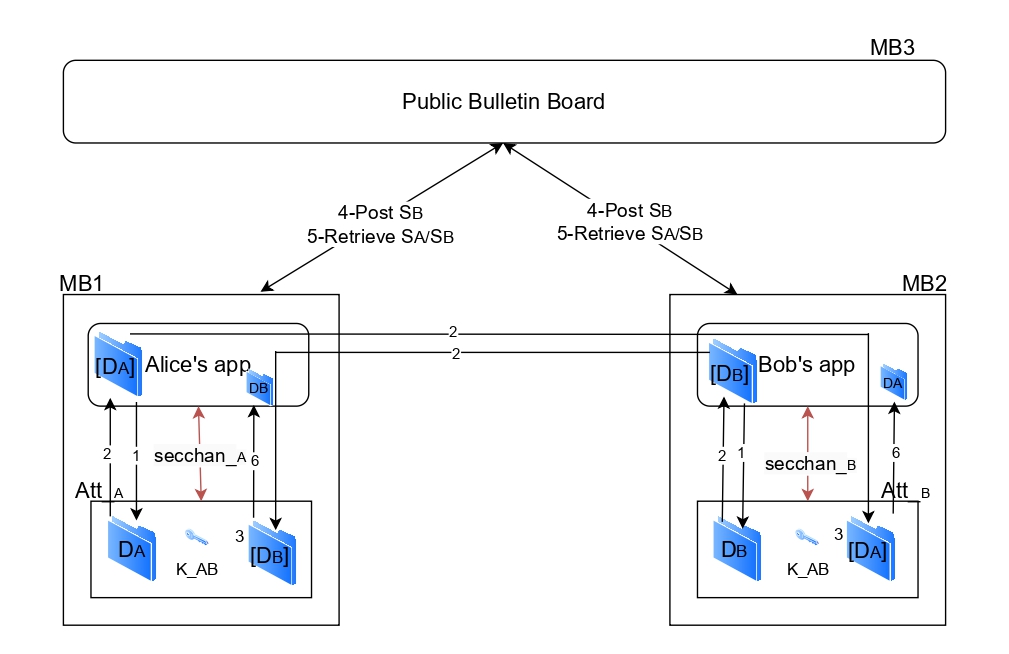 MB3
Public Bulletin Board
4-Post SB
5-Retrieve SA/SB
4-Post SB
5-Retrieve SA/SB
MB1
MB2
2
2
[DA]
Alice's app
DB
[DB]
Bob's app
DA
2
1
secchan_A
6
2
1
secchan_B
6
Att_A
Att_B
DA
K_AB
3
[DB]
DB
K_AB
3
[DA]